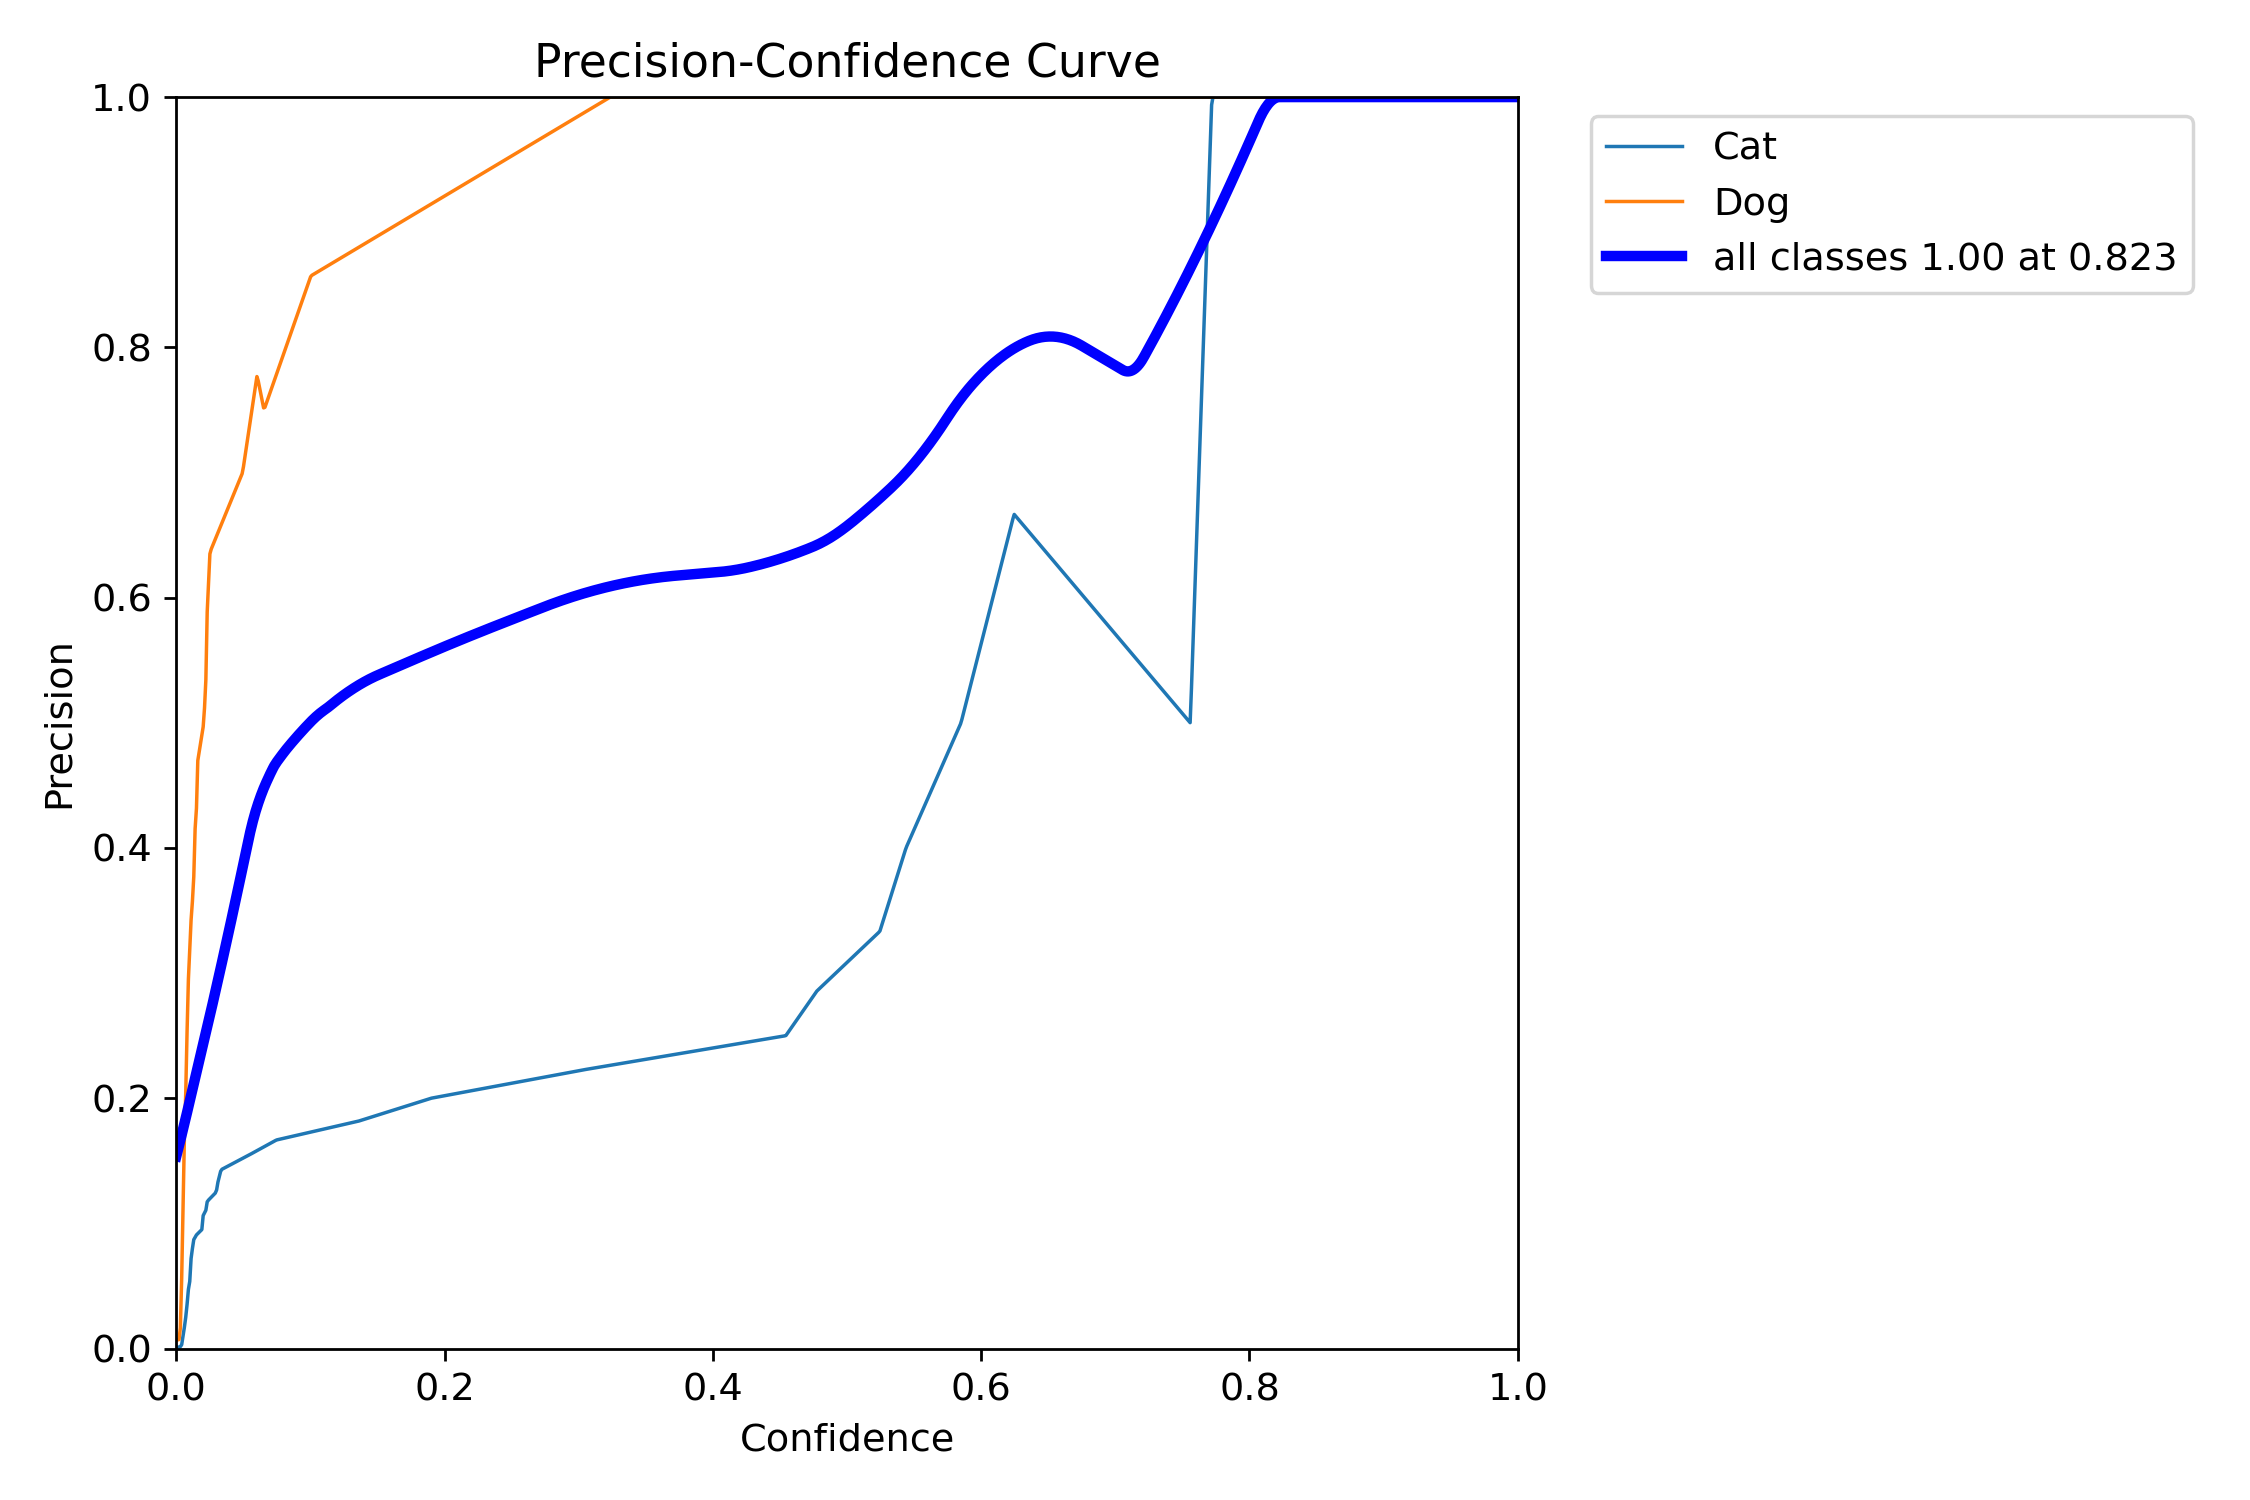 Precision-Confidence Curve
1.0
0.8
0.6
0.4
0.2
0.0
Precision
0.0 0.2 0.4 0.6 0.8 1.0
Confidence
Cat
Dog
all classes 1.00 at 0.823